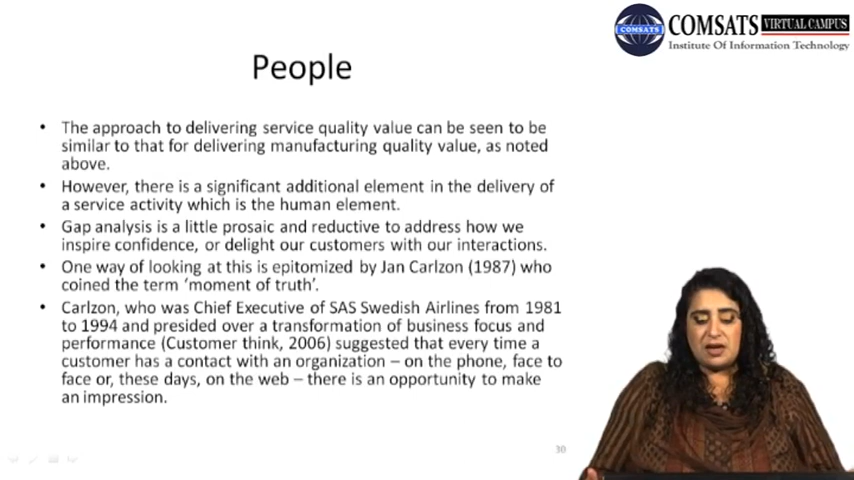 COMSATS
COMSATS VIRTUAL CAMPUS
Institute Of Information Technology
People
• The approach to delivering service quality value can be seen to be
similar to that for delivering manufacturing quality value, as noted
above.
• However, there is a significant additional element in the delivery of
a service activity which is the human element.
• Gap analysis is a little prosaic and reductive to address how we
inspire confidence, or delight our customers with our interactions.
• One way of looking at this is epitomized by Jan Carlzon (1987) who
coined the term ‘moment of truth’.
• Carlzon, who was Chief Executive of SAS Swedish Airlines from 1981
to 1994 and presided over a transformation of business focus and
performance (Customer think, 2006) suggested that every time a
customer has a contact with an organization – on the phone, face to
face or, these days, on the web – there is an opportunity to make
an impression.
30